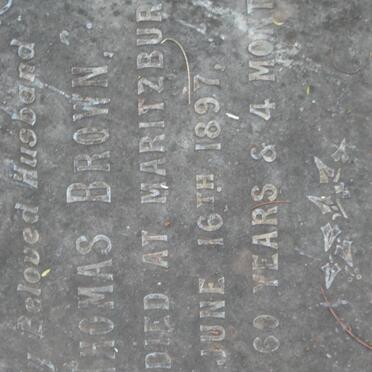 y Beloved Husband
THOMAS BROWN.
DIED AT MARITZBUR
JUNE 16TH 1897.
60 YEARS & 4 MONT